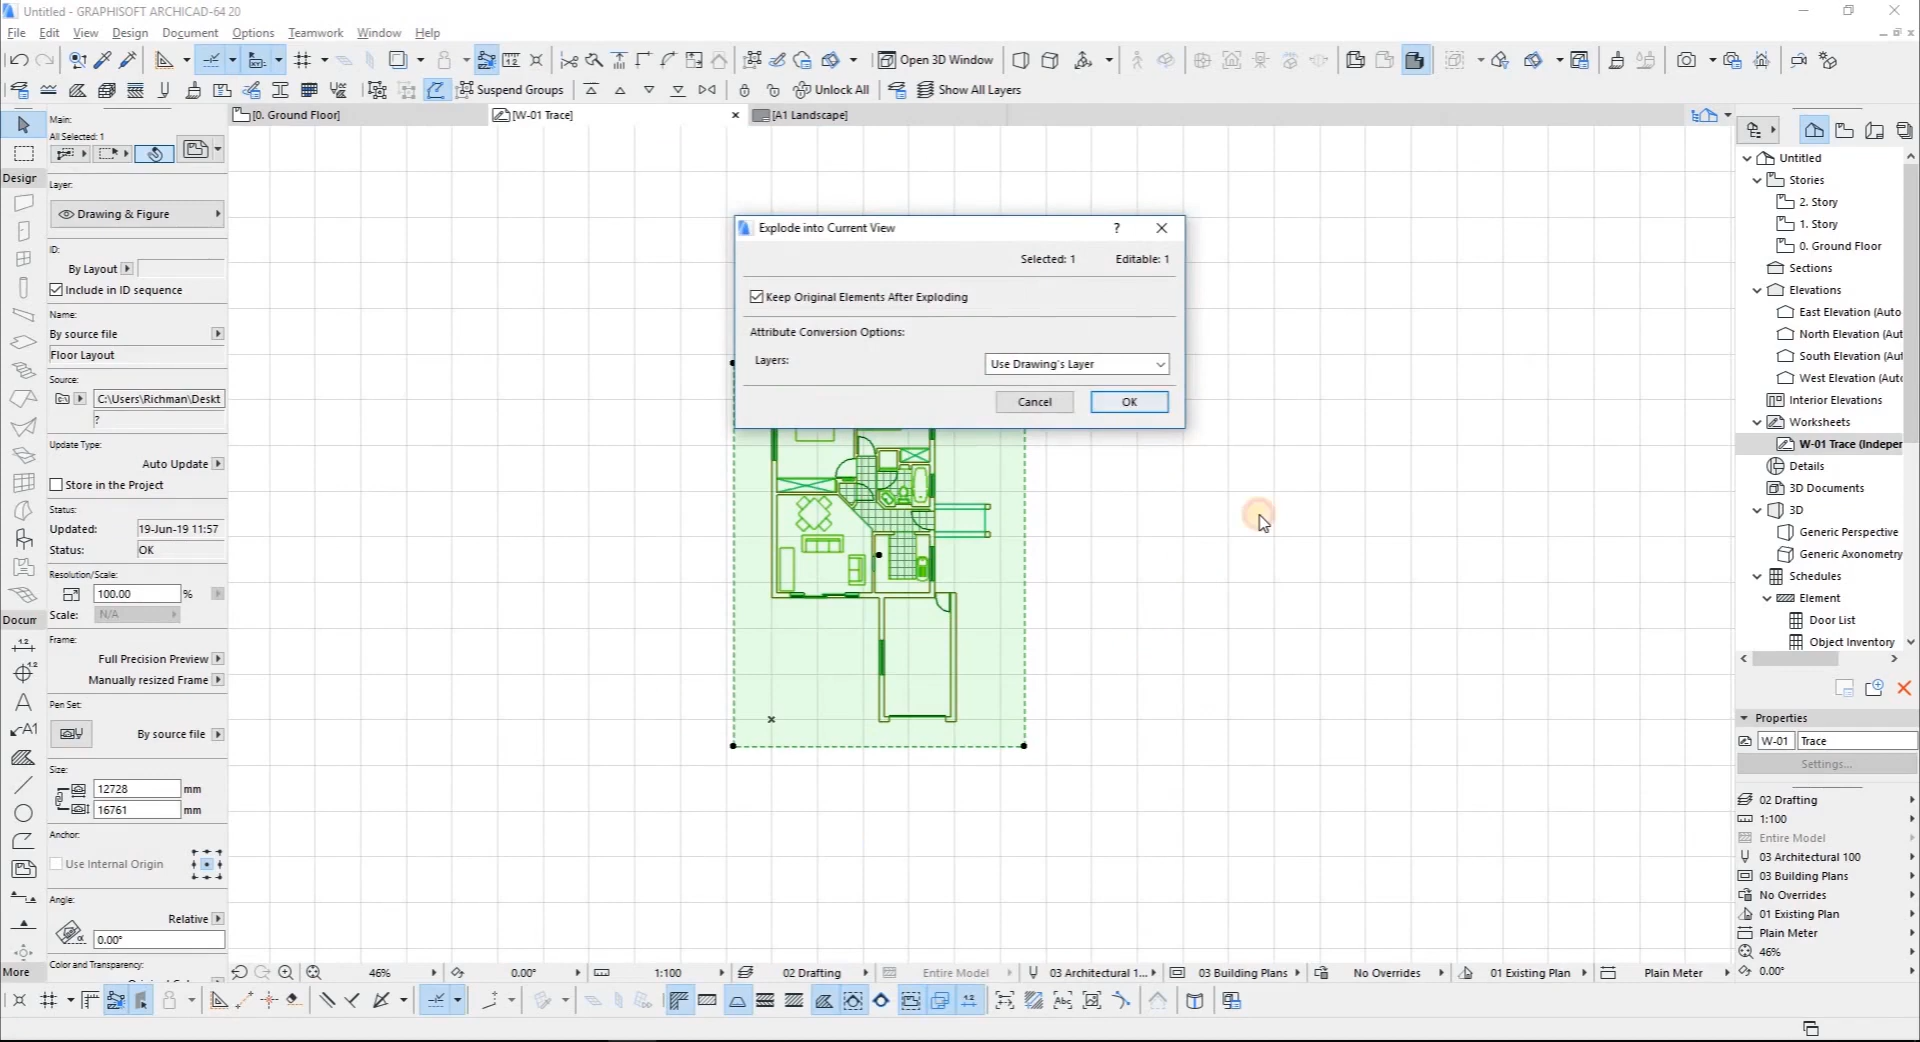 Untitled - GRAPHISOFT ARCHICAD-64 20
File Edit View Design Document Options Teamwork Window Help
Open 3D Window
Suspend Groups
Unlock All
Show All Layers
[0. Ground Floor]
[W-01 Trace]
[A1 Landscape]
Main:
All Selected: 1
Design
Layer:
Drawing & Figure
ID:
By Layout
Include in ID sequence
Name:
By source file
Floor Layout
Source:
C:\Users\Richman\Deskt
?
Update Type:
Auto Update
Store in the Project
Status:
Updated: 19-Jun-19 11:57
Status: OK
Resolution/Scale:
100.00 %
Scale: N/A
Docum
Frame:
Full Precision Preview
Manually resized Frame
Pen Set:
By source file
Size:
12728 mm
16761 mm
Anchor:
Use Internal Origin
Angle:
Relative
0.00°
Color and Transparency:
More
Explode into Current View
?
Selected: 1 Editable: 1
Keep Original Elements After Exploding
Attribute Conversion Options:
Layers: Use Drawing's Layer
Cancel OK
Untitled
Stories
2. Story
1. Story
0. Ground Floor
Sections
Elevations
East Elevation (Auto
North Elevation (Aut
South Elevation (Aut
West Elevation (Auto
Interior Elevations
Worksheets
W-01 Trace (Indeper
Details
3D Documents
3D
Generic Perspective
Generic Axonometry
Schedules
Element
Door List
Object Inventory
Properties
W-01 Trace
Settings...
02 Drafting
1:100
Entire Model
03 Architectural 100
03 Building Plans
No Overrides
01 Existing Plan
Plain Meter
46%
0.00°
46% 0.00° 1:100 02 Drafting Entire Model 03 Architectural 1... 03 Building Plans No Overrides 01 Existing Plan Plain Meter